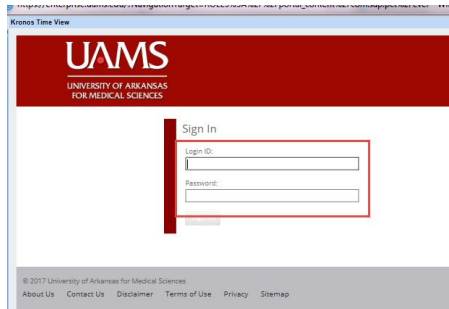 Kronos Time View
UAMS
UNIVERSITY OF ARKANSAS
FOR MEDICAL SCIENCES
Sign In
Login ID:
Password:
© 2017 University of Arkansas for Medical Sciences
About Us Contact Us Disclaimer Terms of Use Privacy Sitemap